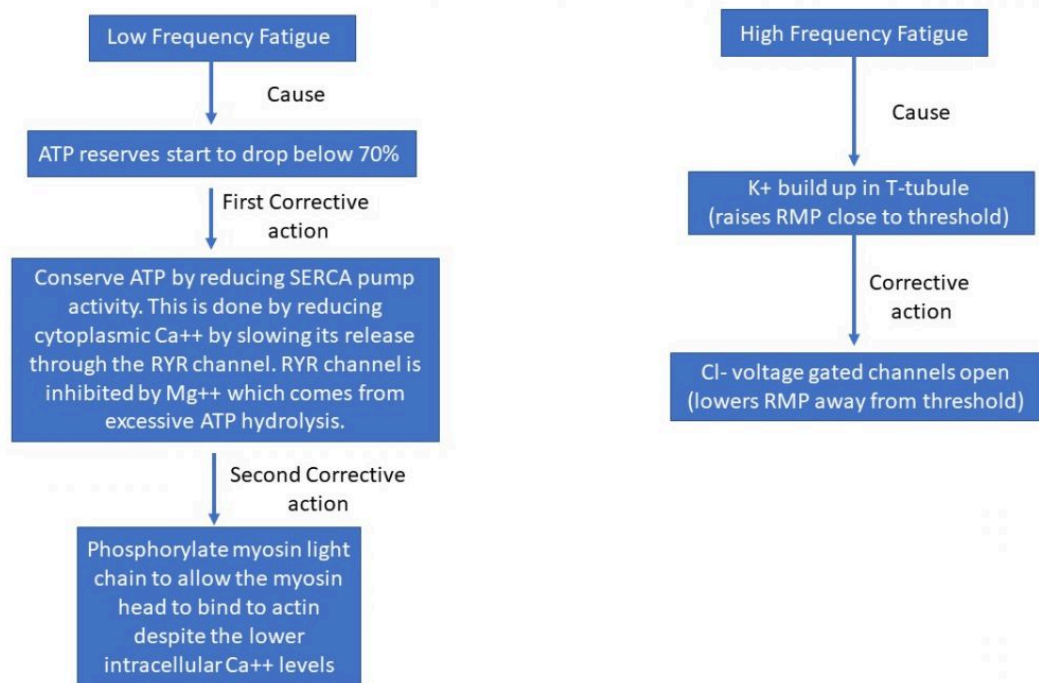 Low Frequency Fatigue
Cause
ATP reserves start to drop below 70%
First Corrective
action
Conserve ATP by reducing SERCA pump
activity. This is done by reducing
cytoplasmic Ca++ by slowing its release
through the RYR channel. RYR channel is
inhibited by Mg++ which comes from
excessive ATP hydrolysis.
Second Corrective
action
Phosphorylate myosin light
chain to allow the myosin
head to bind to actin
despite the lower
intracellular Ca++ levels
High Frequency Fatigue
Cause
K+ build up in T-tubule
(raises RMP close to threshold)
Corrective
action
Cl- voltage gated channels open
(lowers RMP away from threshold)